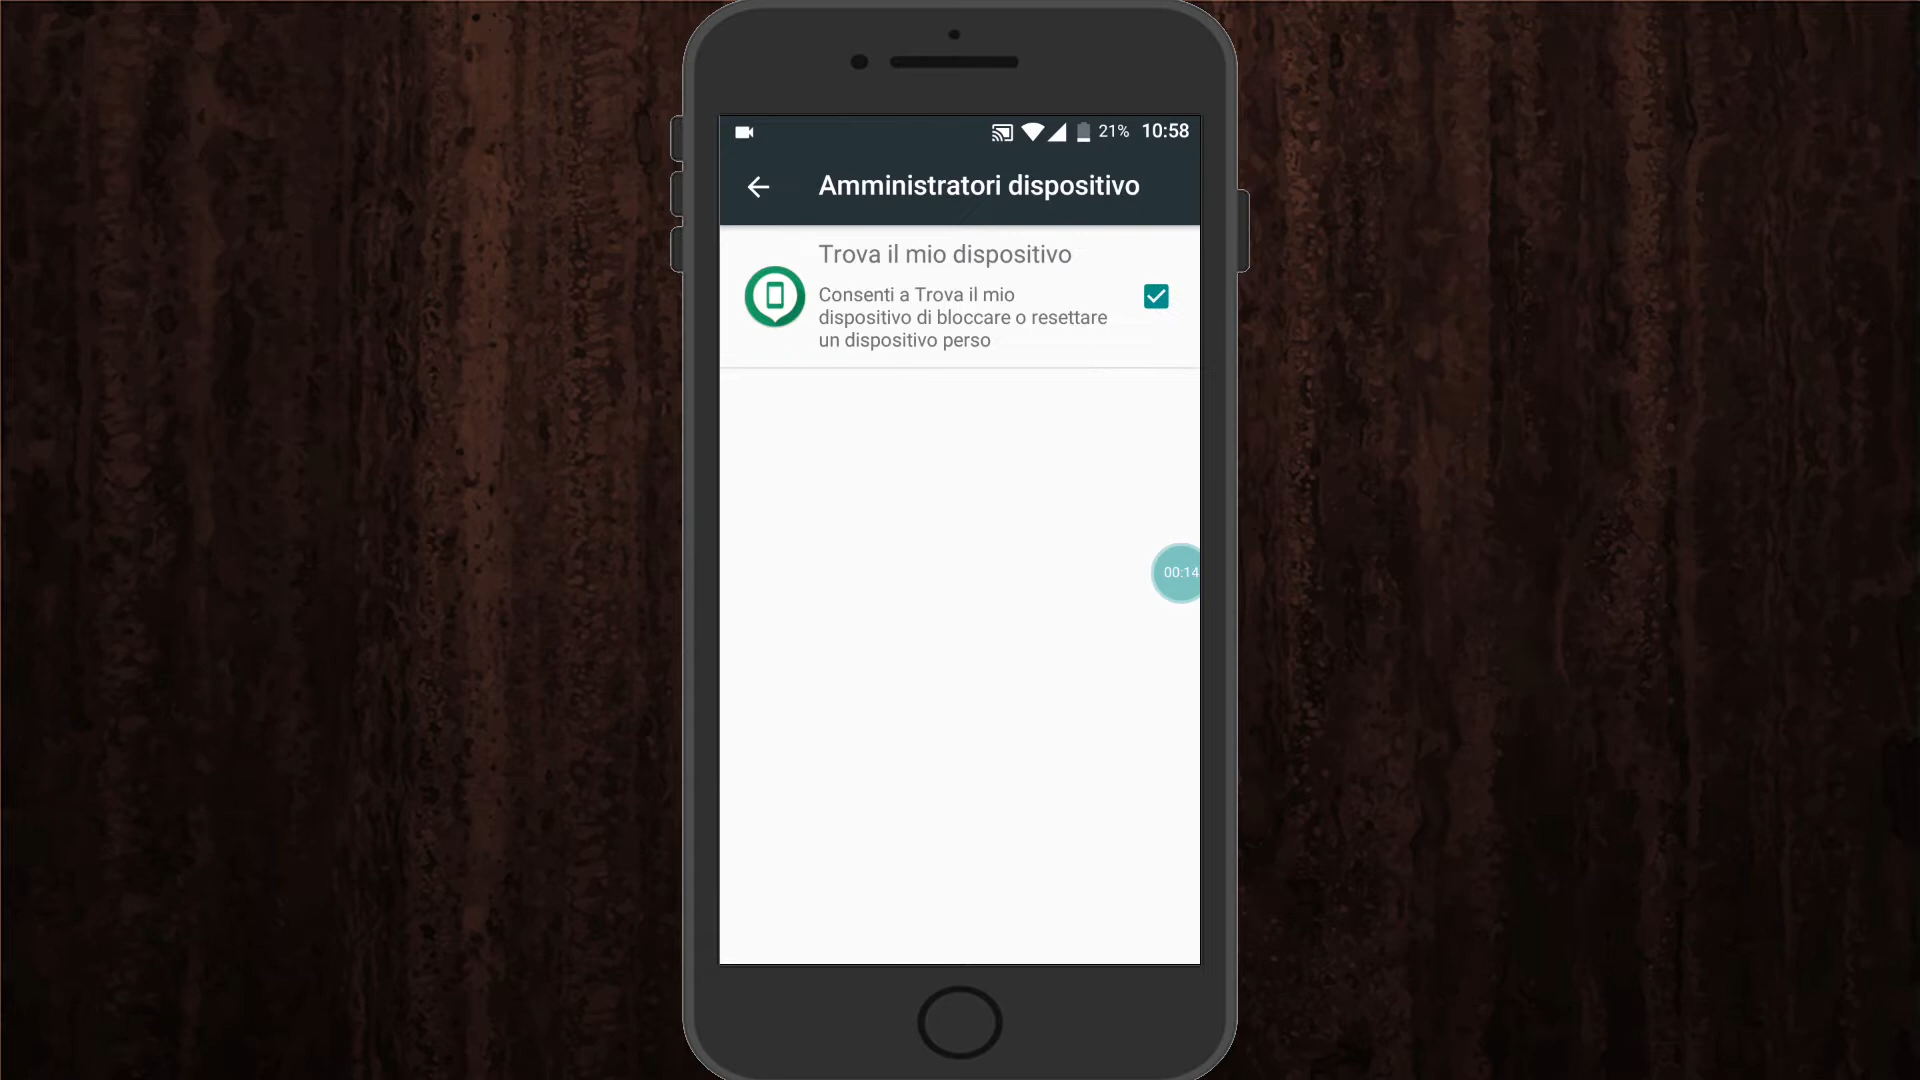 21% 10:58
Amministratori dispositivo
Trova il mio dispositivo
Consenti a Trova il mio
dispositivo di bloccare o resettare
un dispositivo perso
00:14